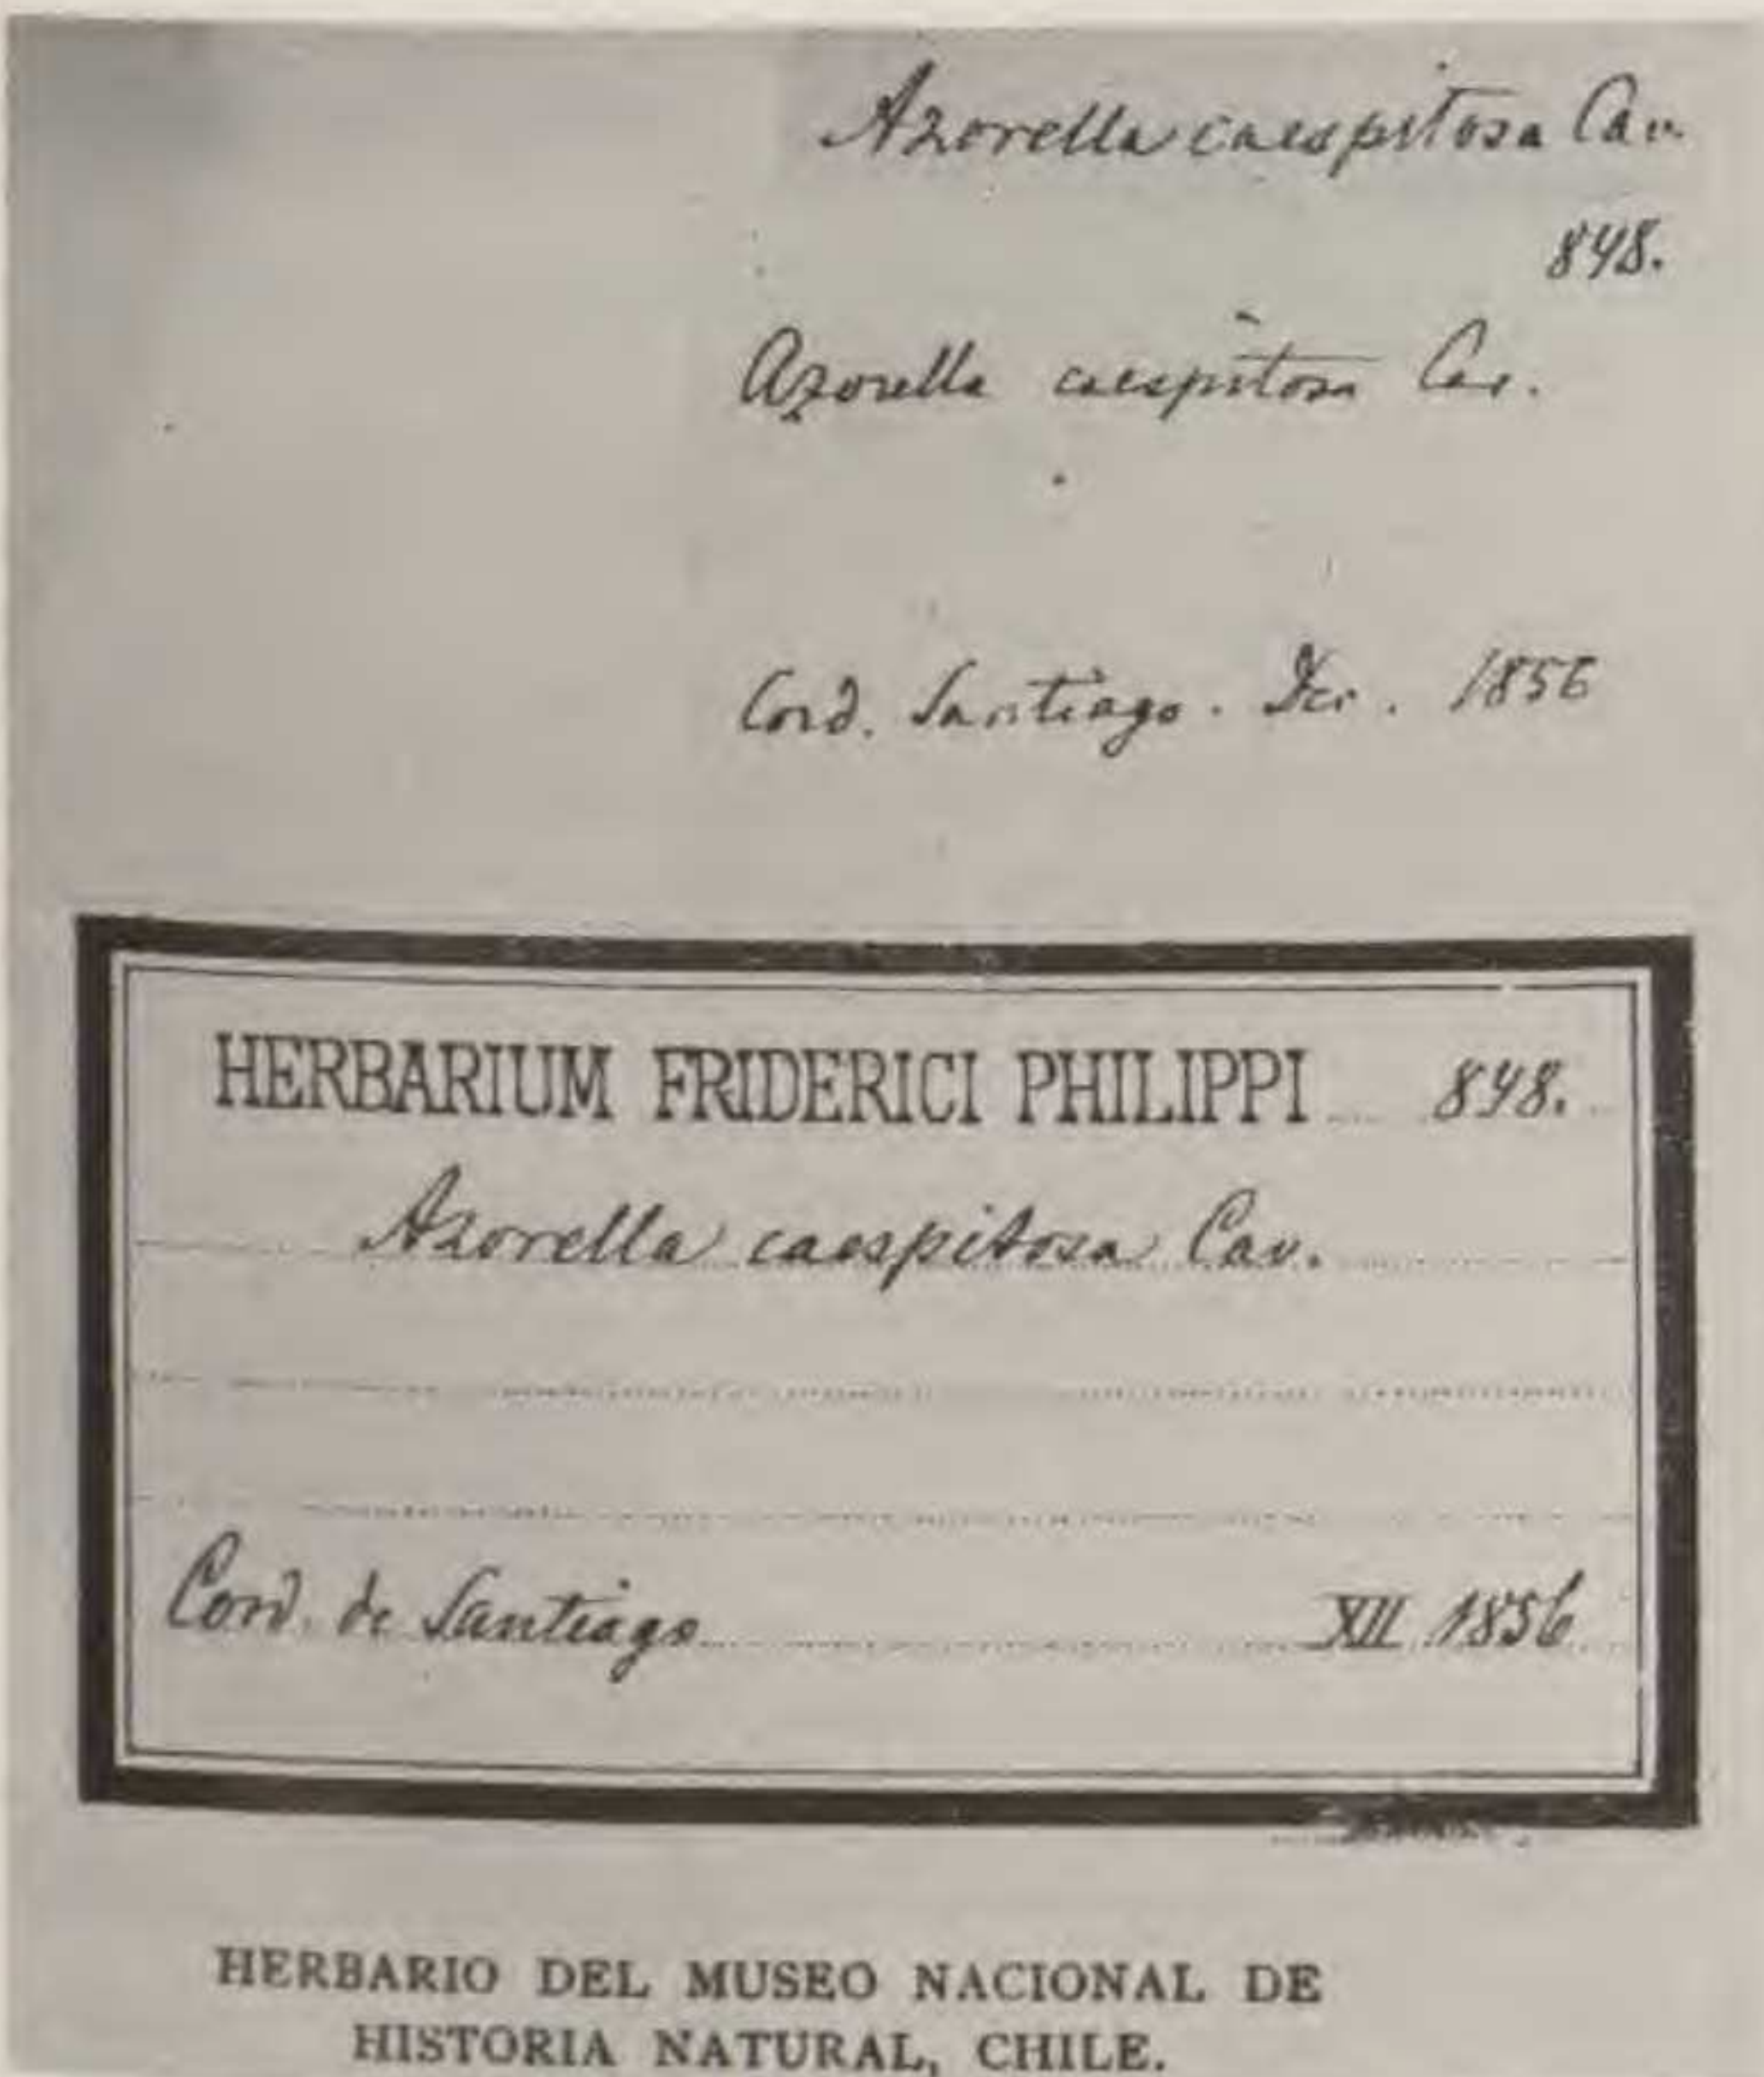 Azorella caespitosa Cav.
848.
Azorella caespitosa Cav.
Cord. Santiago. Dec. 1856
HERBARIUM FRIDERICI PHILIPPI 848.
Azorella caespitosa Cav.
Cord. de Santiago XII 1856
HERBARIO DEL MUSEO NACIONAL DE
HISTORIA NATURAL, CHILE.